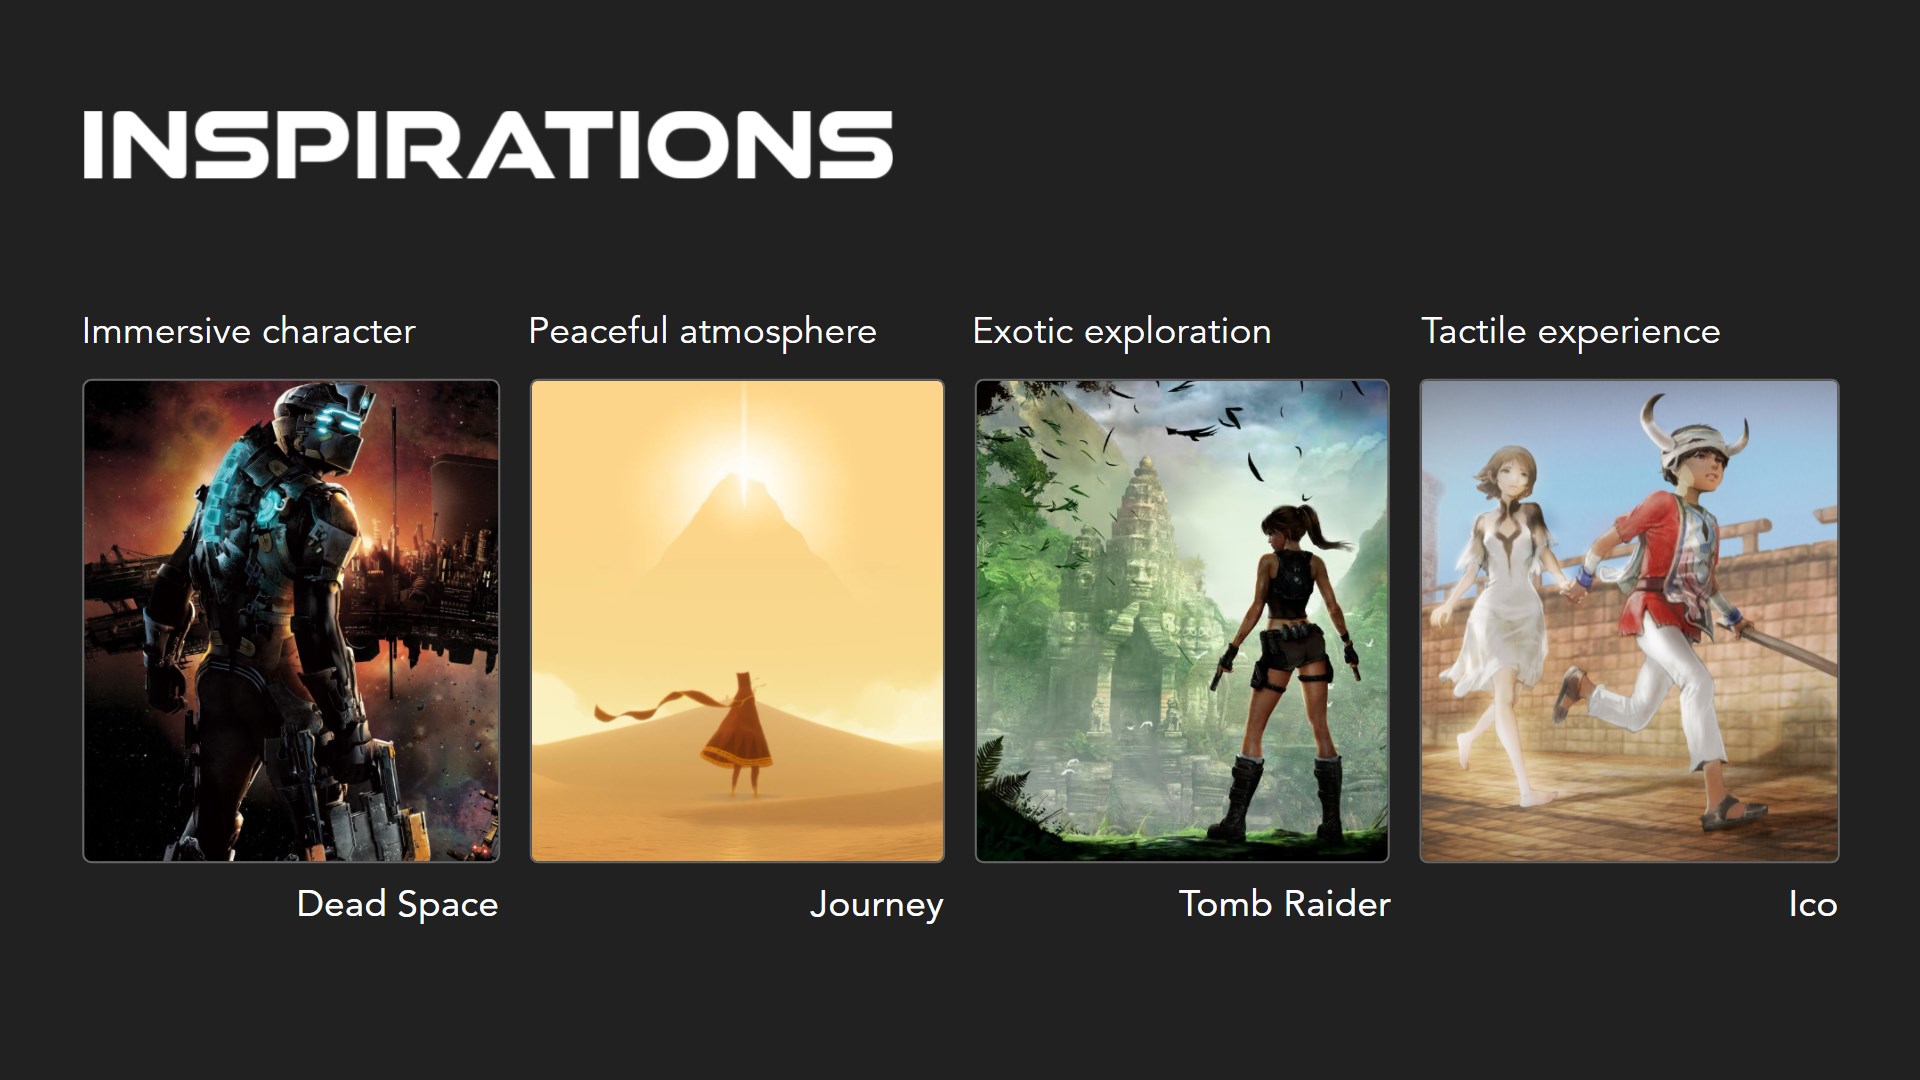 INSPIRATIONS
Immersive character
Peaceful atmosphere
Exotic exploration
Tactile experience
Dead Space
Journey
Tomb Raider
Ico